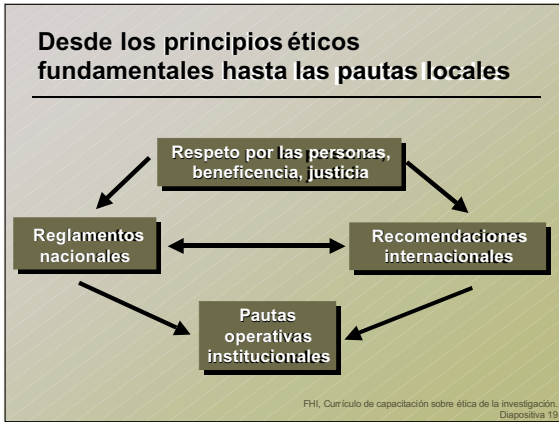 Desde los principios éticos
fundamentales hasta las pautas locales
Respeto por las personas,
beneficencia, justicia
Reglamentos
nacionales
Recomendaciones
internacionales
Pautas
operativas
institucionales
FHI, Currículo de capacitación sobre ética de la investigación.
Diapositiva 19